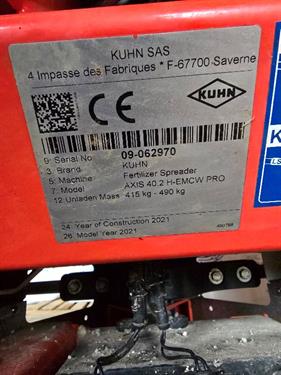 KUHN SAS
4 Impasse des Fabriques * F-67700 Saverne
CE
KUHN
9: Serial No: 09-062970
3: Brand KUHN
5: Machine: Fertilizer Spreader
7: Model: AXIS 40.2 H-EMCW PRO
12: Unladen Mass 415 kg - 490 kg
24: Year of Construction 2021
26: Model Year 2021
K
LS